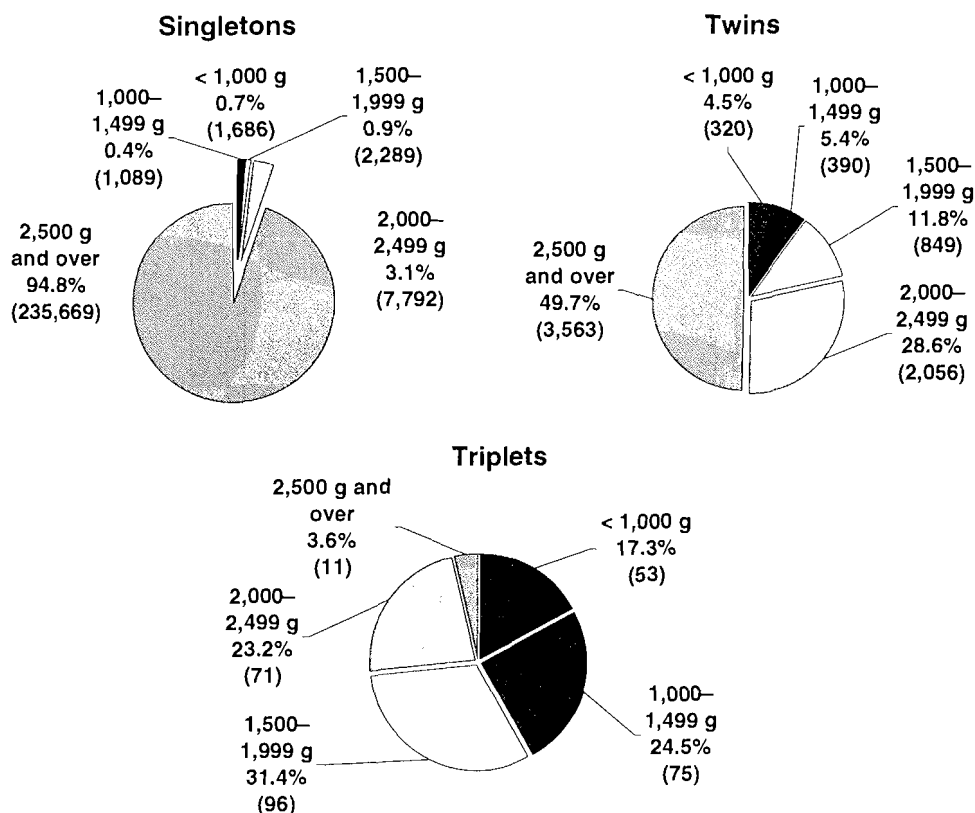 Singletons
< 1,000 g
0.7%
(1,686)
1,500–
1,999 g
0.9%
(2,289)
1,000–
1,499 g
0.4%
(1,089)
2,500 g
and over
94.8%
(235,669)
2,000–
2,499 g
3.1%
(7,792)
Twins
< 1,000 g
4.5%
(320)
1,000–
1,499 g
5.4%
(390)
1,500–
1,999 g
11.8%
(849)
2,500 g
and over
49.7%
(3,563)
2,000–
2,499 g
28.6%
(2,056)
Triplets
2,500 g and
over
3.6%
(11)
< 1,000 g
17.3%
(53)
2,000–
2,499 g
23.2%
(71)
1,000–
1,499 g
24.5%
(75)
1,500–
1,999 g
31.4%
(96)